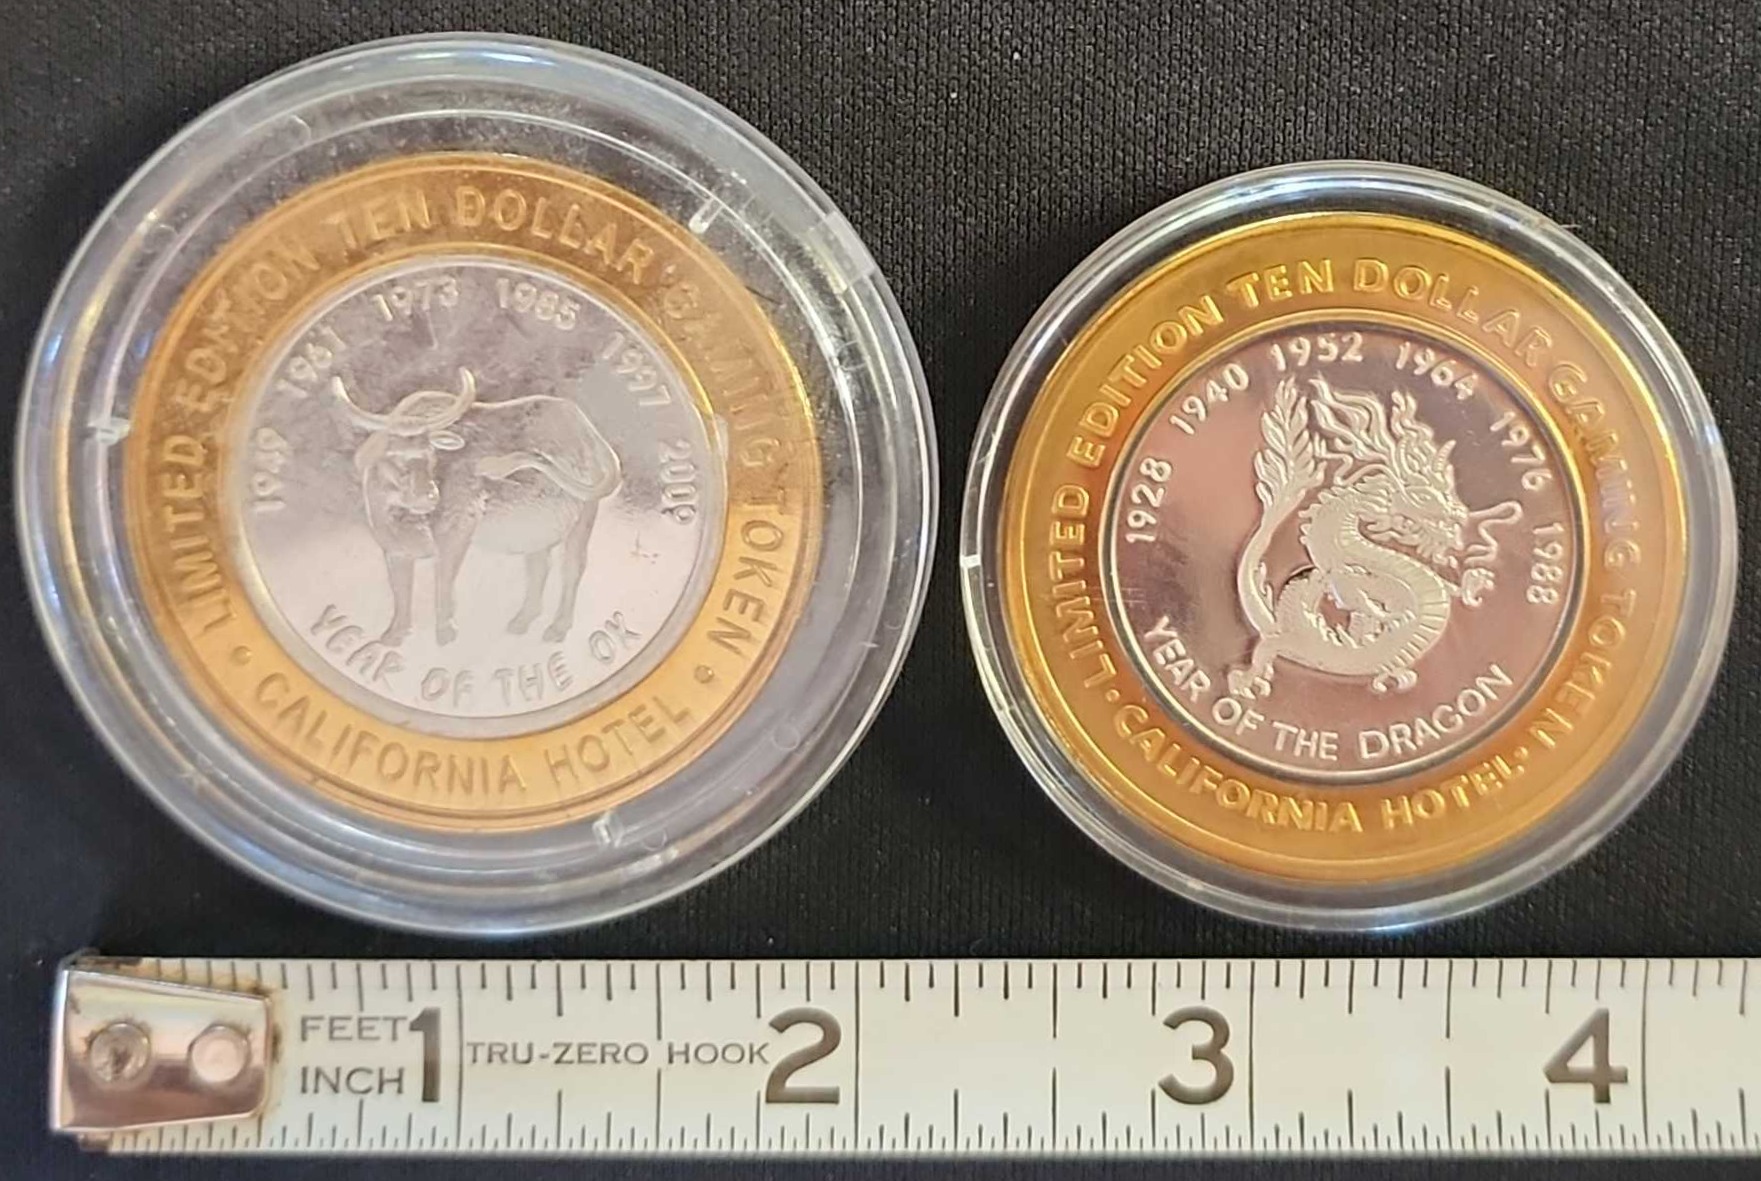 LIMITED EDITION TEN DOLLAR GAMING TOKEN
• CALIFORNIA HOTEL •
1949 1961 1973 1985 1997 2009
YEAR OF THE OX
LIMITED EDITION TEN DOLLAR GAMING TOKEN
• CALIFORNIA HOTEL •
1928 1940 1952 1964 1976 1988
YEAR OF THE DRAGON
FEET 1 TRU-ZERO HOOK 2 3 4
INCH